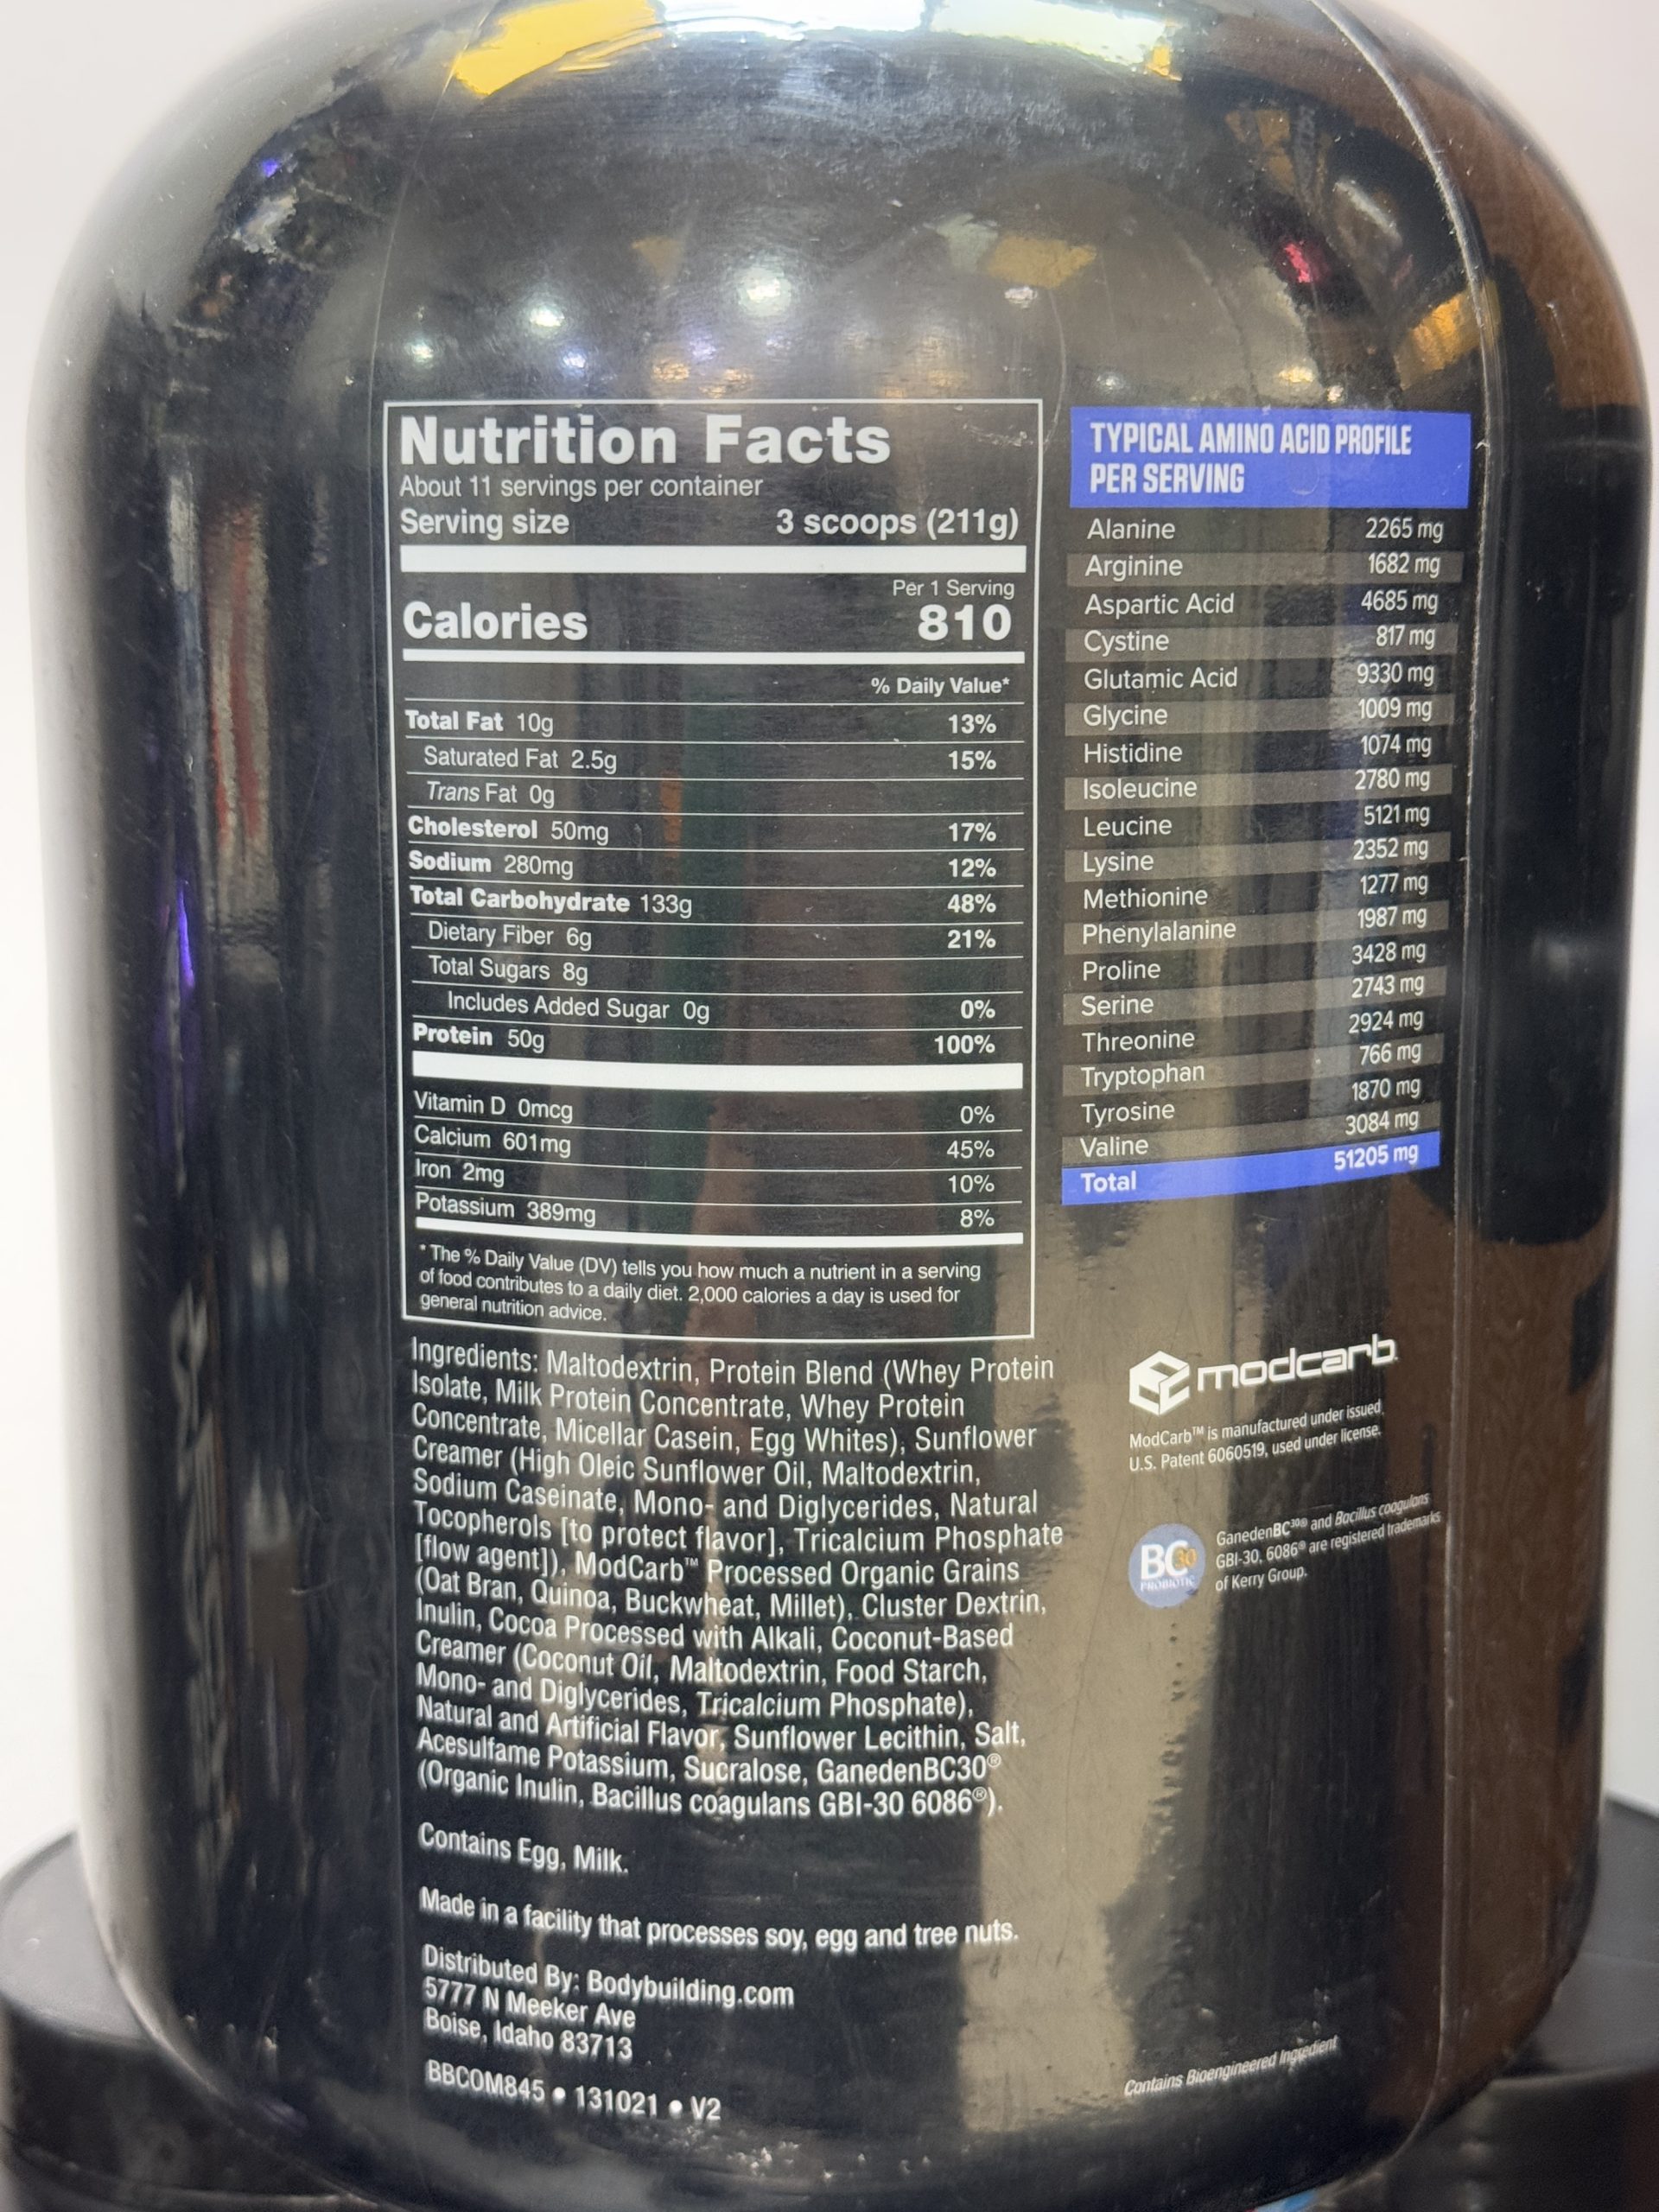 Nutrition Facts
About 11 servings per container
Serving size 3 scoops (211g)
Per 1 Serving
Calories 810
% Daily Value*
Total Fat 10g 13%
Saturated Fat 2.5g 15%
Trans Fat 0g
Cholesterol 50mg 17%
Sodium 280mg 12%
Total Carbohydrate 133g 48%
Dietary Fiber 6g 21%
Total Sugars 8g
Includes Added Sugar 0g 0%
Protein 50g 100%
Vitamin D 0mcg 0%
Calcium 601mg 45%
Iron 2mg 10%
Potassium 389mg 8%
* The % Daily Value (DV) tells you how much a nutrient in a serving
of food contributes to a daily diet. 2,000 calories a day is used for
general nutrition advice.
Ingredients: Maltodextrin, Protein Blend (Whey Protein
Isolate, Milk Protein Concentrate, Whey Protein
Concentrate, Micellar Casein, Egg Whites), Sunflower
Creamer (High Oleic Sunflower Oil, Maltodextrin,
Sodium Caseinate, Mono- and Diglycerides, Natural
Tocopherols [to protect flavor], Tricalcium Phosphate
[flow agent]), ModCarb™ Processed Organic Grains
(Oat Bran, Quinoa, Buckwheat, Millet), Cluster Dextrin,
Inulin, Cocoa Processed with Alkali, Coconut-Based
Creamer (Coconut Oil, Maltodextrin, Food Starch,
Mono- and Diglycerides, Tricalcium Phosphate),
Natural and Artificial Flavor, Sunflower Lecithin, Salt,
Acesulfame Potassium, Sucralose, GanedenBC30®
(Organic Inulin, Bacillus coagulans GBI-30 6086®).
Contains Egg, Milk.
Made in a facility that processes soy, egg and tree nuts.
Distributed By: Bodybuilding.com
5777 N Meeker Ave
Boise, Idaho 83713
BBCOM845 • 131021 • V2
TYPICAL AMINO ACID PROFILE
PER SERVING
Alanine 2265 mg
Arginine 1682 mg
Aspartic Acid 4685 mg
Cystine 817 mg
Glutamic Acid 9330 mg
Glycine 1009 mg
Histidine 1074 mg
Isoleucine 2780 mg
Leucine 5121 mg
Lysine 2352 mg
Methionine 1277 mg
Phenylalanine 1987 mg
Proline 3428 mg
Serine 2743 mg
Threonine 2924 mg
Tryptophan 766 mg
Tyrosine 1870 mg
Valine 3084 mg
Total 51205 mg
modcarb
ModCarb™ is manufactured under issued
U.S. Patent 6060519, used under license.
BC30
PROBIOTIC
GanedenBC³⁰® and Bacillus coagulans
GBI-30, 6086® are registered trademarks
of Kerry Group.
Contains Bioengineered Ingredient